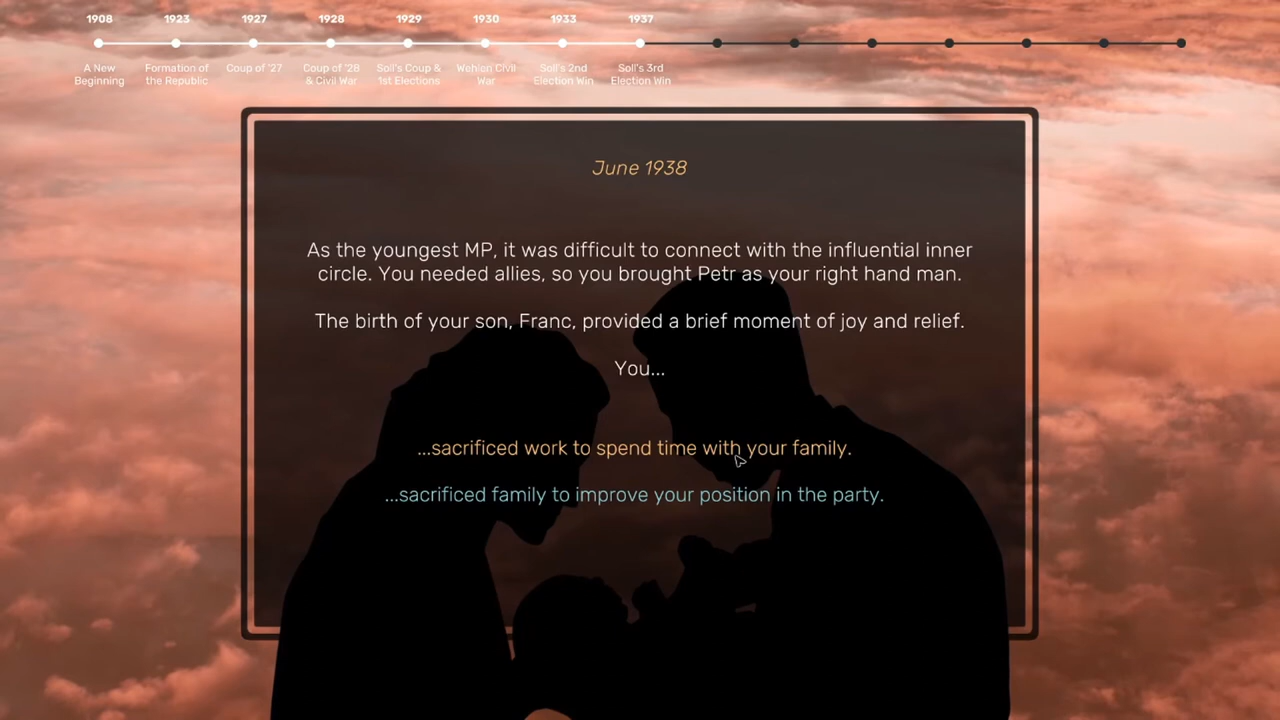 1908 1923 1927 1928 1929 1930 1933 1937
A New Formation of Coup of '27 Coup of '28 Soll's Coup & Wehlen Civil Soll's 2nd Soll's 3rd
Beginning the Republic & Civil War 1st Elections War Election Win Election Win
June 1938
As the youngest MP, it was difficult to connect with the influential inner
circle. You needed allies, so you brought Petr as your right hand man.
The birth of your son, Franc, provided a brief moment of joy and relief.
You...
...sacrificed work to spend time with your family.
...sacrificed family to improve your position in the party.